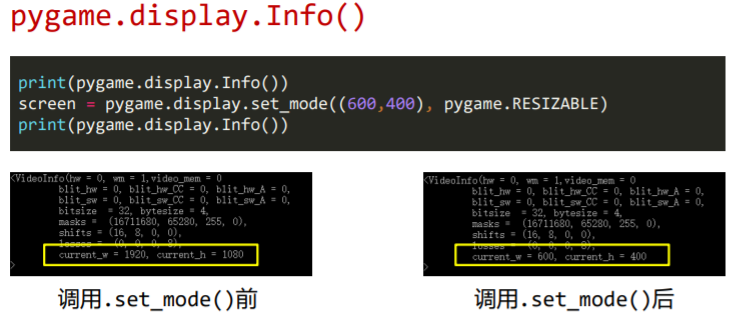 pygame.display.Info()
print(pygame.display.Info())
screen = pygame.display.set_mode((600,400), pygame.RESIZABLE)
print(pygame.display.Info())
<VideoInfo(hw = 0, wm = 1,video_mem = 0
blit_hw = 0, blit_hw_CC = 0, blit_hw_A = 0,
blit_sw = 0, blit_sw_CC = 0, blit_sw_A = 0,
bitsize  = 32, bytesize = 4,
masks =  (16711680, 65280, 255, 0),
shifts = (16, 8, 0, 0),
losses =  (0, 0, 0, 8),
current_w = 1920, current_h = 1080
>
<VideoInfo(hw = 0, wm = 1,video_mem = 0
blit_hw = 0, blit_hw_CC = 0, blit_hw_A = 0,
blit_sw = 0, blit_sw_CC = 0, blit_sw_A = 0,
bitsize  = 32, bytesize = 4,
masks =  (16711680, 65280, 255, 0),
shifts = (16, 8, 0, 0),
losses =  (0, 0, 0, 8),
current_w = 600, current_h = 400
>
调用.set_mode()前
调用.set_mode()后